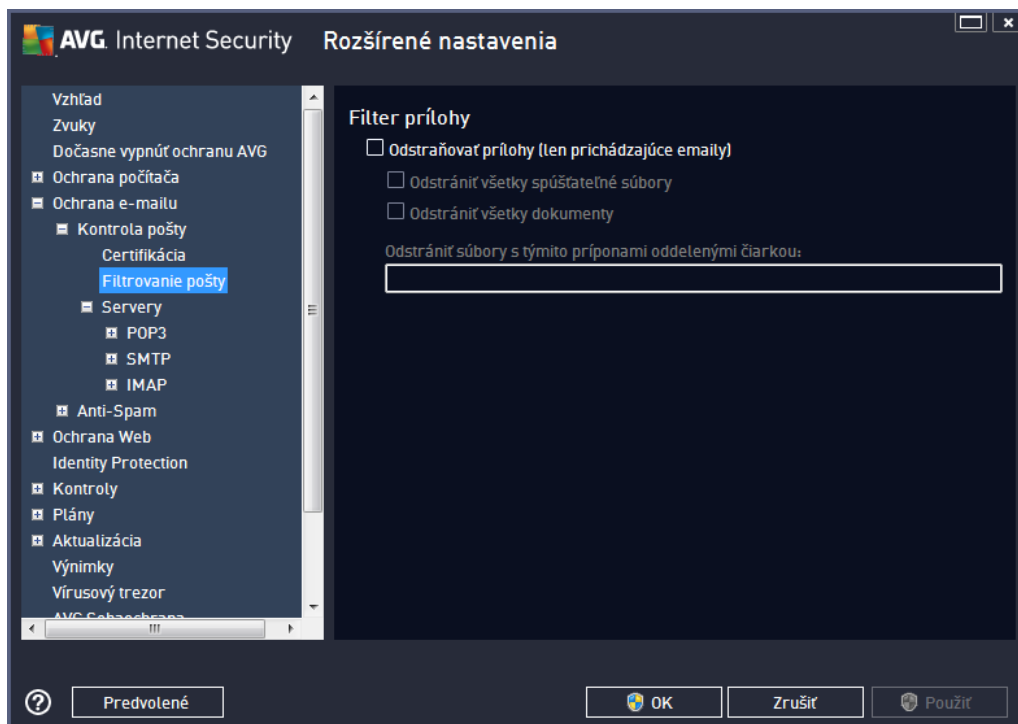 AVG. Internet Security Rozšírené nastavenia
Vzhľad
Zvuky
Dočasne vypnúť ochranu AVG
Ochrana počítača
Ochrana e-mailu
Kontrola pošty
Certifikácia
Filtrovanie pošty
Servery
POP3
SMTP
IMAP
Anti-Spam
Ochrana Web
Identity Protection
Kontroly
Plány
Aktualizácia
Výnimky
Vírusový trezor
Filter prílohy
Odstraňovať prílohy (len prichádzajúce emaily)
Odstrániť všetky spúšťateľné súbory
Odstrániť všetky dokumenty
Odstrániť súbory s týmito príponami oddelenými čiarkou:
Predvolené
OK
Zrušiť
Použiť